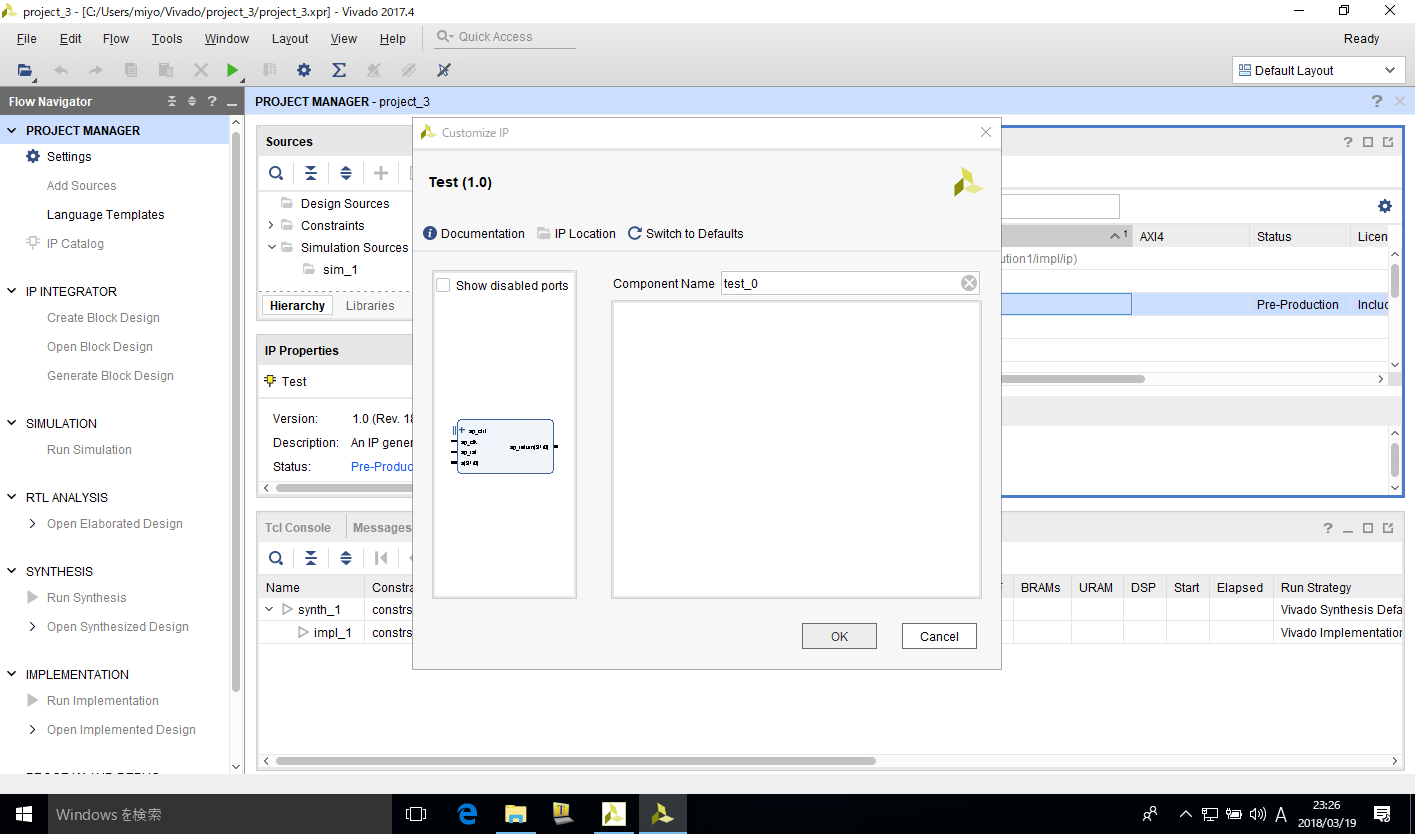 project_3 - [C:/Users/miyo/Vivado/project_3/project_3.xpr] - Vivado 2017.4
File Edit Flow Tools Window Layout View Help Quick Access Ready
Default Layout
Flow Navigator
PROJECT MANAGER - project_3
PROJECT MANAGER
Settings
Add Sources
Language Templates
IP Catalog
IP INTEGRATOR
Create Block Design
Open Block Design
Generate Block Design
SIMULATION
Run Simulation
RTL ANALYSIS
Open Elaborated Design
SYNTHESIS
Run Synthesis
Open Synthesized Design
IMPLEMENTATION
Run Implementation
Open Implemented Design
Sources
Design Sources
Constraints
Simulation Sources
sim_1
Hierarchy Libraries
IP Properties
Test
Version: 1.0 (Rev. 18
Description: An IP gener
Status: Pre-Produc
Customize IP
Test (1.0)
Documentation IP Location Switch to Defaults
Show disabled ports
Component Name test_0
ap_ctrl
ap_clk
ap_return[31:0]
ap_rst
OK Cancel
1 AXI4 Status Licen
ution1/impl/ip)
Pre-Production Includ
Tcl Console Messages
Name Constra BRAMs URAM DSP Start Elapsed Run Strategy
synth_1 constrs Vivado Synthesis Defa
impl_1 constrs Vivado Implementation
Windows を検索
A
23:26
2018/03/19